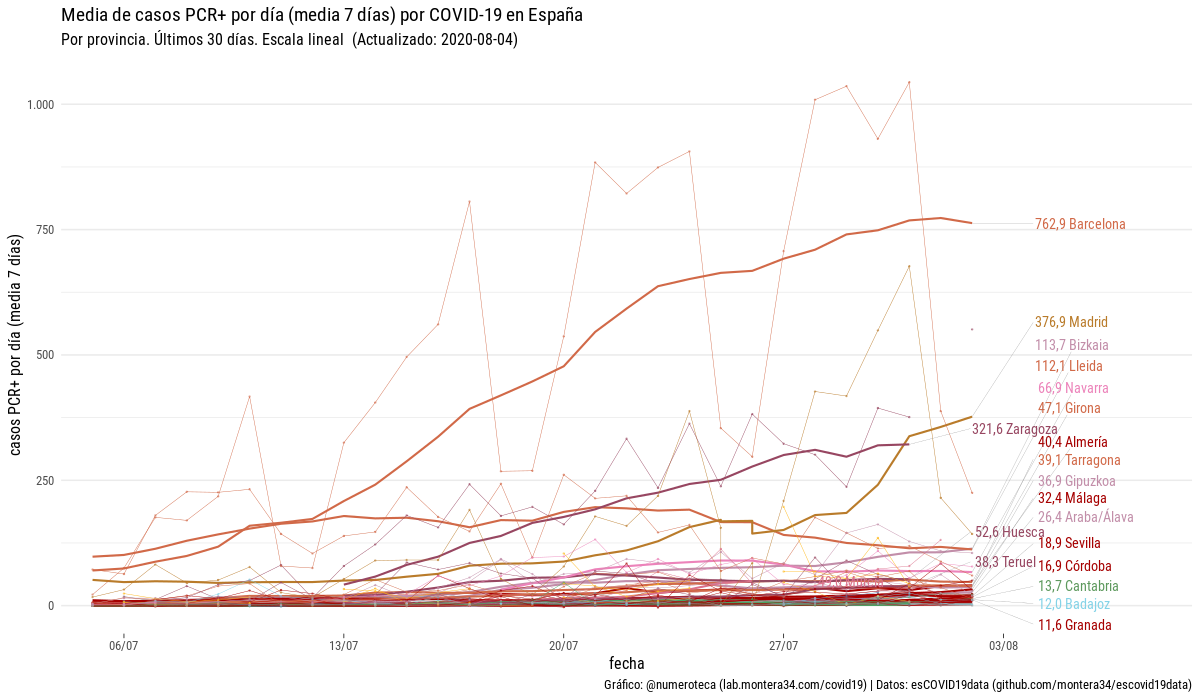 Media de casos PCR+ por día (media 7 días) por COVID-19 en España
Por provincia. Últimos 30 días. Escala lineal (Actualizado: 2020-08-04)
casos PCR+ por día (media 7 días)
1.000
750
500
250
0
762,9 Barcelona
376,9 Madrid
113,7 Bizkaia
112,1 Lleida
66,9 Navarra
47,1 Girona
321,6 Zaragoza
40,4 Almería
39,1 Tarragona
36,9 Gipuzkoa
32,4 Málaga
26,4 Araba/Álava
52,6 Huesca
18,9 Sevilla
38,3 Teruel
16,9 Córdoba
13,7 Cantabria
12,0 Badajoz
11,6 Granada
06/07
13/07
20/07
27/07
03/08
fecha
Gráfico: @numeroteca (lab.montera34.com/covid19) | Datos: esCOVID19data (github.com/montera34/escovid19data)